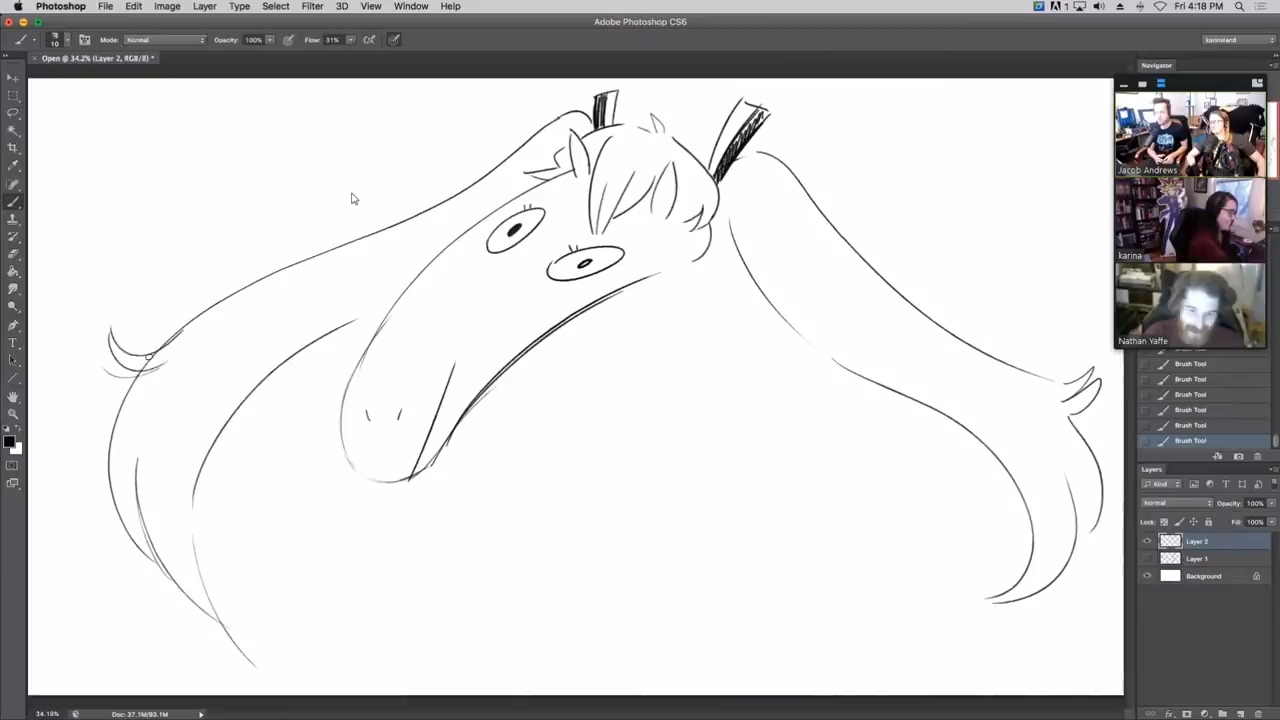 Photoshop File Edit Image Layer Type Select Filter 3D View Window Help
1 Fri 4:18 PM
Adobe Photoshop CS6
10 Mode: Normal Opacity: 100% Flow: 31% karinsland
Open @ 34.2% (Layer 2, RGB/8) *
Navigator
Jacob Andrews
karina
Nathan Yaffe
Brush Tool
Brush Tool
Brush Tool
Brush Tool
Brush Tool
Brush Tool
Layers
Kind
Normal Opacity: 100%
Lock: Fill: 100%
Layer 2
Layer 1
Background
34.18% Doc: 37.1M/93.1M